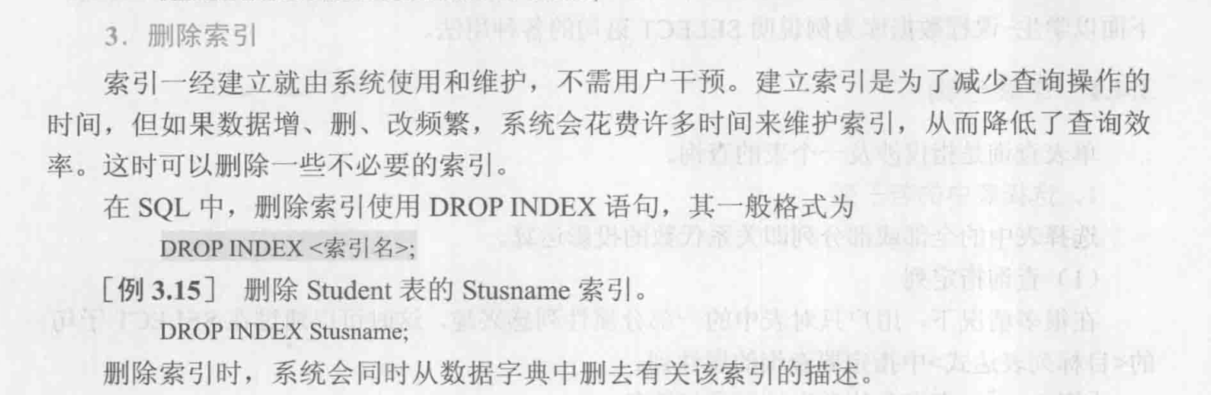 3. 删除索引
索引一经建立就由系统使用和维护，不需用户干预。建立索引是为了减少查询操作的
时间，但如果数据增、删、改频繁，系统会花费许多时间来维护索引，从而降低了查询效
率。这时可以删除一些不必要的索引。
在 SQL 中，删除索引使用 DROP INDEX 语句，其一般格式为
DROP INDEX <索引名>;
［例 3.15］ 删除 Student 表的 Stusname 索引。
DROP INDEX Stusname;
删除索引时，系统会同时从数据字典中删去有关该索引的描述。